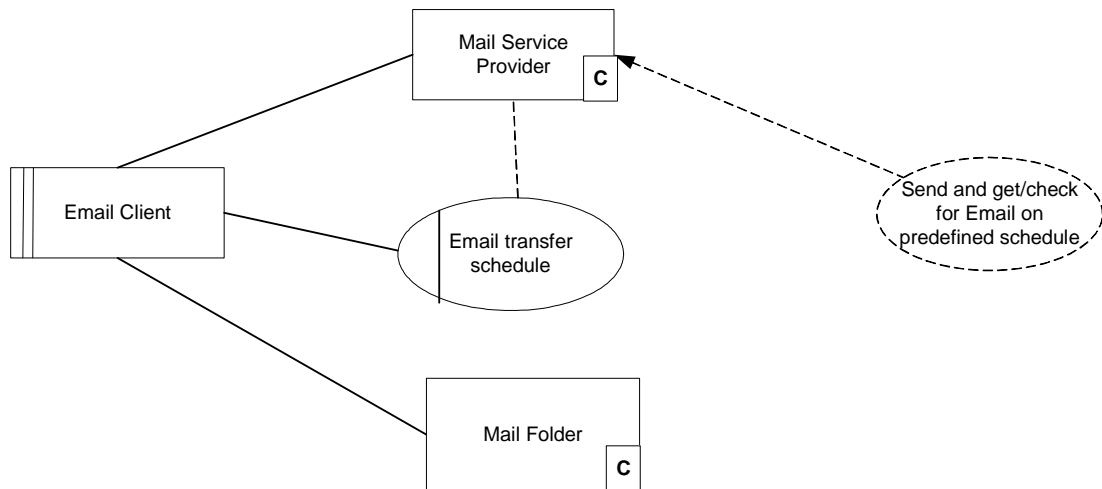 Mail Service
Provider
C
Email Client
Send and get/check
for Email on
predefined schedule
Email transfer
schedule
Mail Folder
C